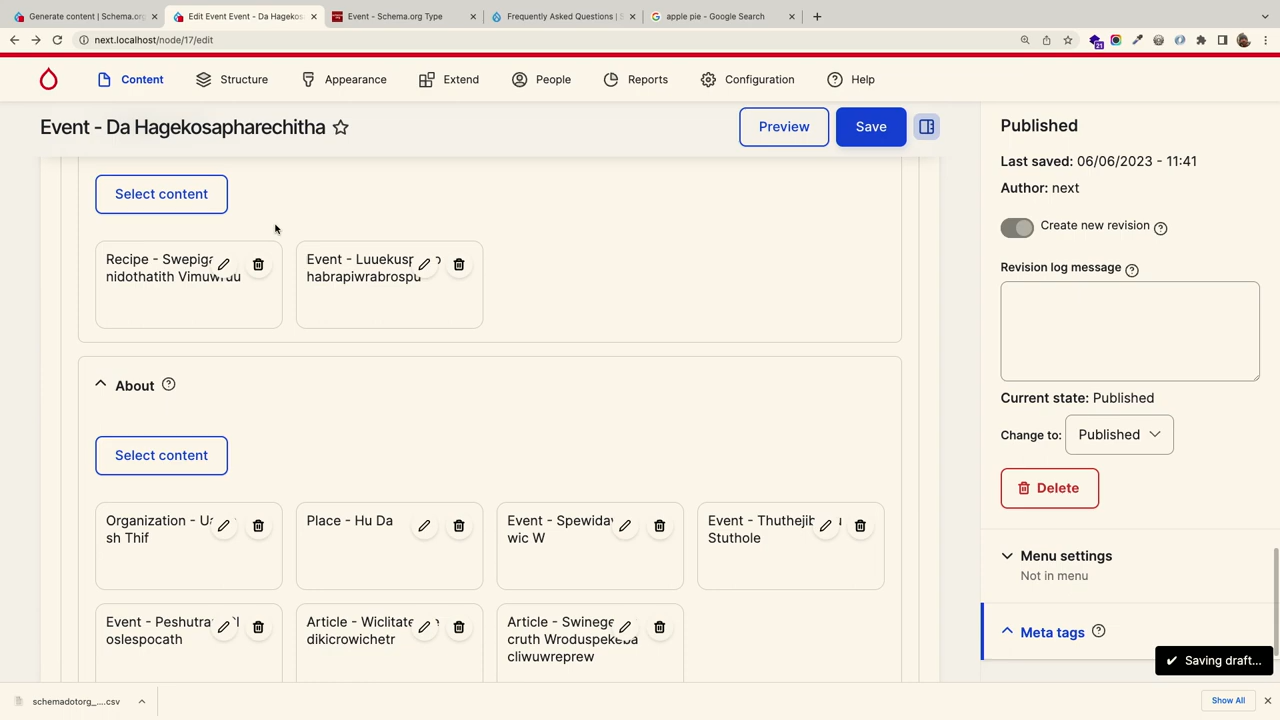 Generate content | Schema.org
Edit Event Event - Da Hagekos
Event - Schema.org Type
Frequently Asked Questions |
apple pie - Google Search
next.localhost/node/17/edit
21
Content
Structure
Appearance
Extend
People
Reports
Configuration
Help
Event - Da Hagekosapharechitha
Preview
Save
Select content
Recipe - Swepig
nidothatith
Event -
About
Select content
Organization -
sh Thif
Place - Hu Da
Event - Spewida
wic W
Event - Thuthejib
Stuthole
Event - Peshutra
oslespocath
Article - Wiclitate
dikicrowichetr
Article - Swinege
cruth Wroduspekeba
cliwuwreprew
Published
Last saved: 06/06/2023 - 11:41
Author: next
Create new revision
Revision log message
Current state: Published
Change to:
Published
Delete
Menu settings
Not in menu
Meta tags
✔ Saving draft...
schemadotorg_....csv
Show All